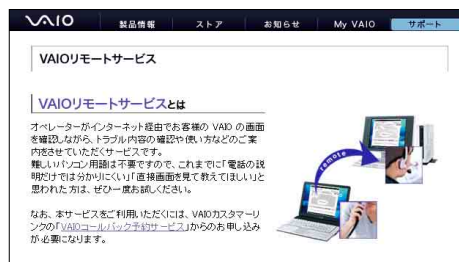 VAIO 製品情報 ストア お知らせ My VAIO サポート
VAIOリモートサービス
VAIOリモートサービスとは
オペレーターがインターネット経由でお客様の VAIO の画面
を確認しながら、トラブル内容の確認や使い方などのご案
内をさせていただくサービスです。
難しいパソコン用語は不要ですので、これまでに「電話の説
明だけでは分かりにくい」「直接画面を見て教えてほしい」と
思われた方は、ぜひ一度お試しください。
なお、本サービスをご利用いただくには、VAIOカスタマーリ
ンクの「VAIOコールバック予約サービス」からのお申し込み
が必要になります。
remote